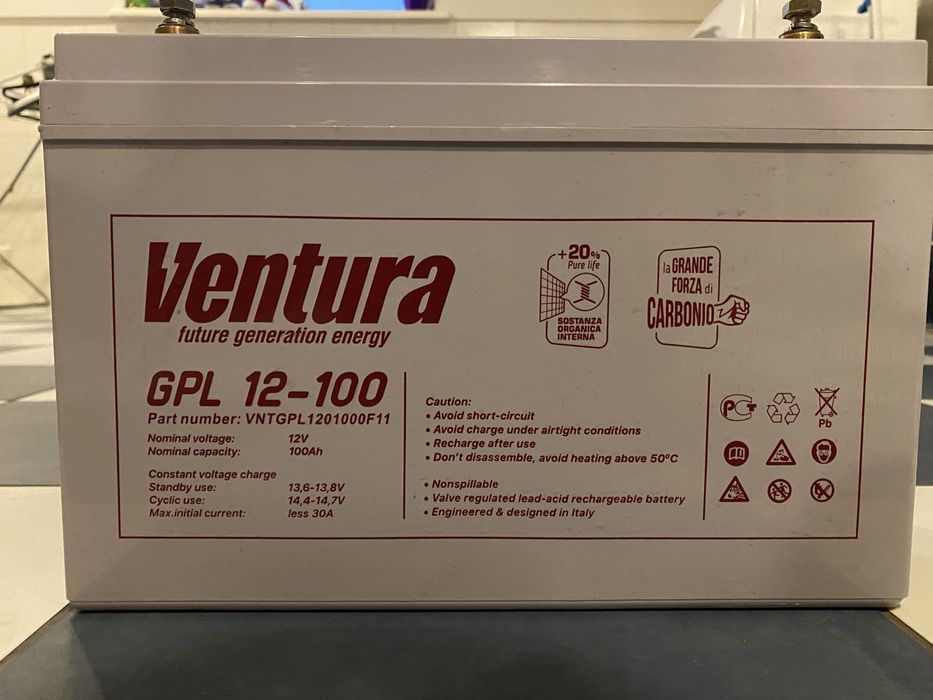 Ventura
future generation energy
+20%
Pure life
SOSTANZA
ORGANICA
INTERNA
la GRANDE
FORZA di
CARBONIO
GPL 12-100
Part number: VNTGPL1201000F11
Nominal voltage: 12V
Nominal capacity: 100Ah
Constant voltage charge
Standby use: 13,6-13,8V
Cyclic use: 14,4-14,7V
Max.initial current: less 30A
Caution:
• Avoid short-circuit
• Avoid charge under airtight conditions
• Recharge after use
• Don't disassemble, avoid heating above 50ºC
• Nonspillable
• Valve regulated lead-acid rechargeable battery
• Engineered & designed in Italy
PCT
Pb